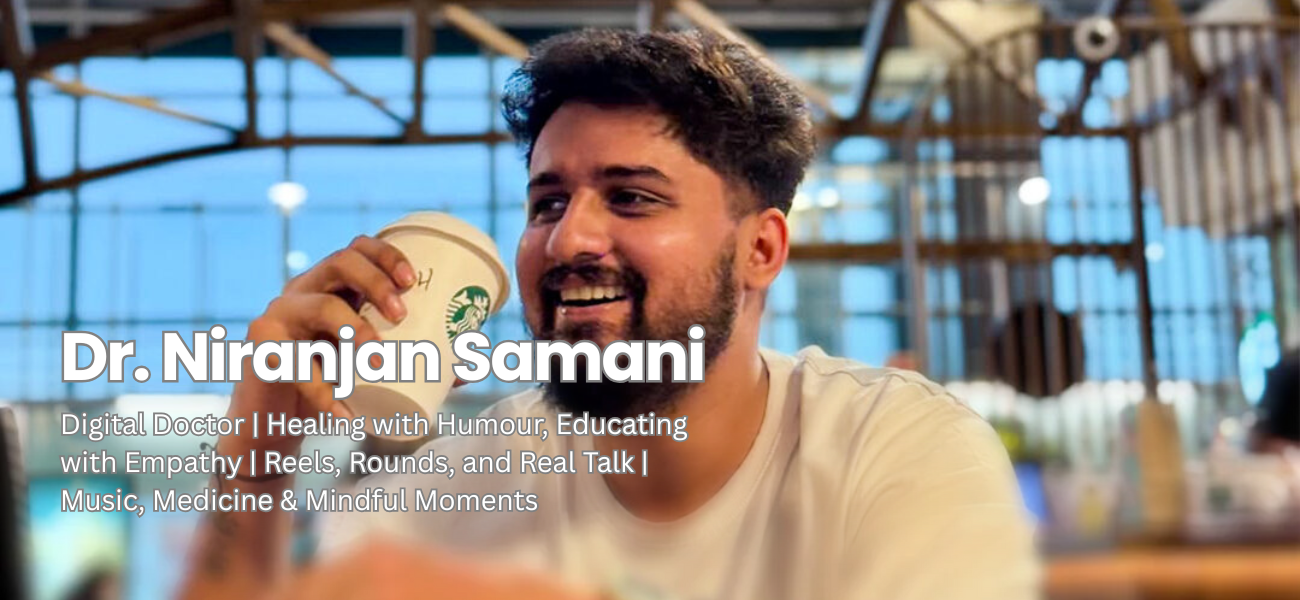 Dr. Niranjan Samani
Digital Doctor | Healing with Humour, Educating
with Empathy | Reels, Rounds, and Real Talk |
Music, Medicine & Mindful Moments